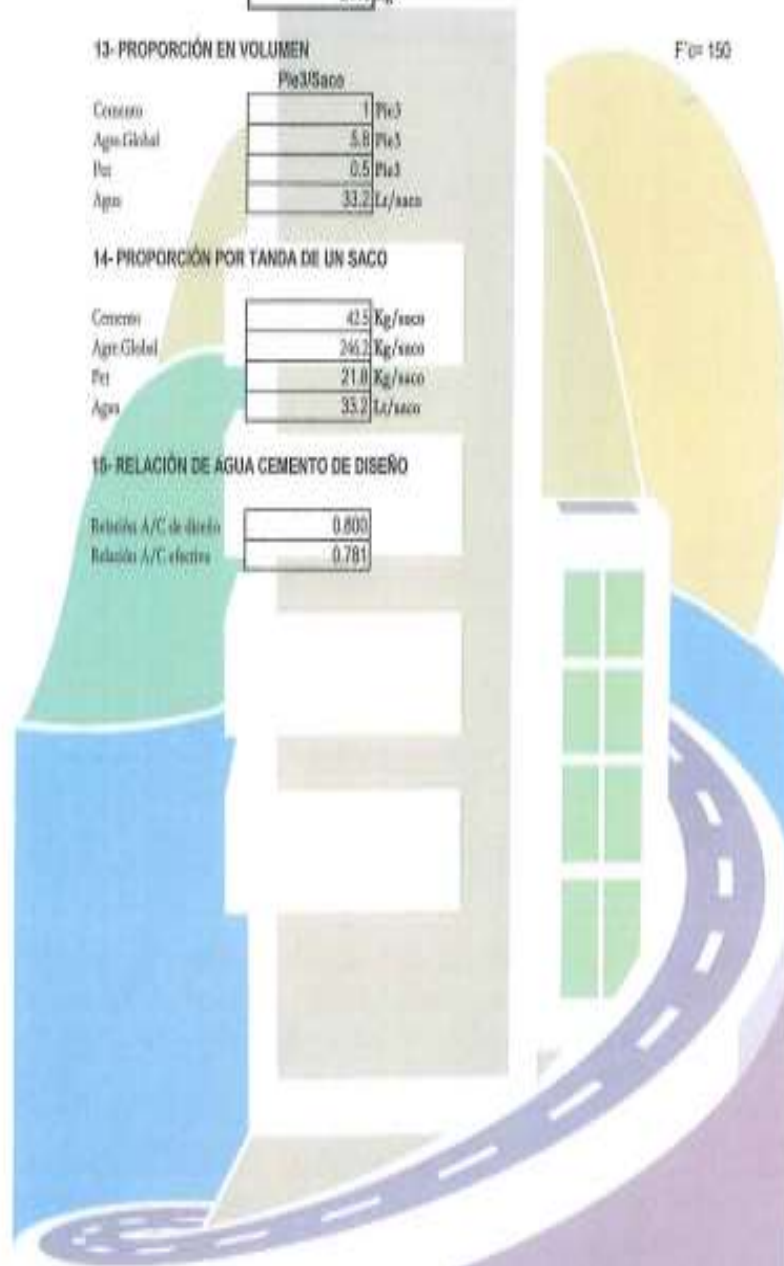 13- PROPORCIÓN EN VOLUMEN
F'c= 150
Pie3/Saco
Cemento 1 Pie3
Agre.Global 5.8 Pie3
Pet 0.5 Pie3
Agua 33.2 Lt/saco
14- PROPORCIÓN POR TANDA DE UN SACO
Cemento 42.5 Kg/saco
Agre.Global 246.2 Kg/saco
Pet 21.8 Kg/saco
Agua 33.2 Lt/saco
15- RELACIÓN DE AGUA CEMENTO DE DISEÑO
Relación A/C de diseño 0.800
Relación A/C efectiva 0.781